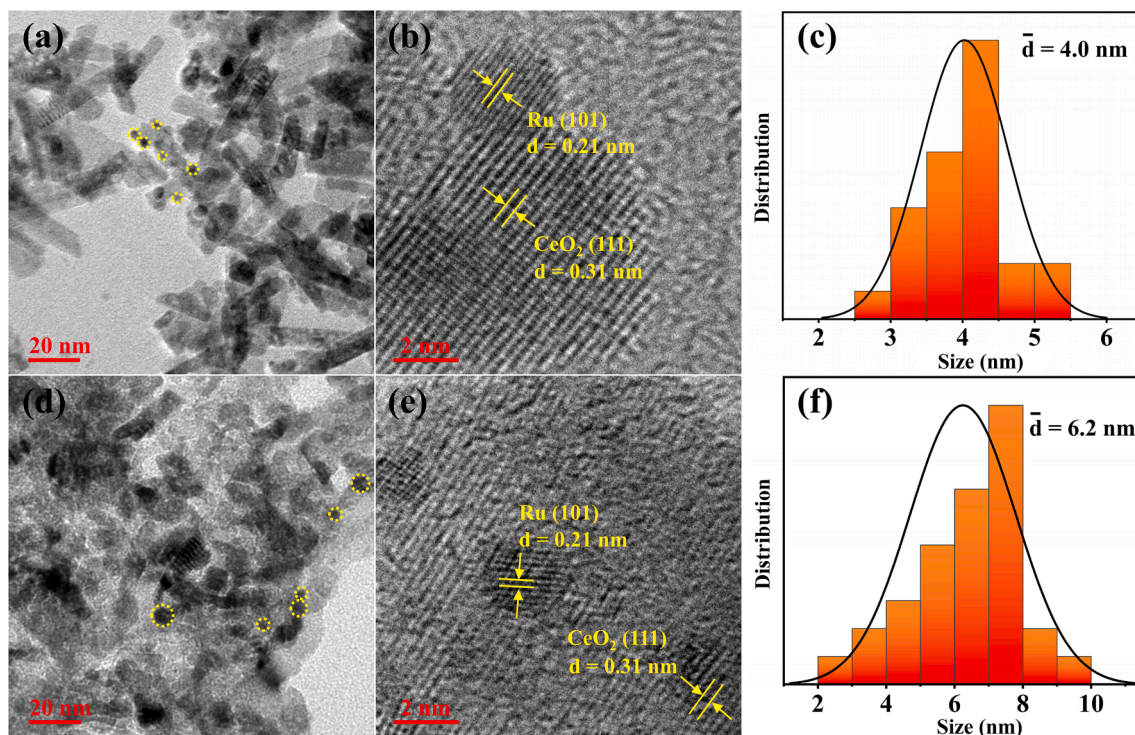 (a)
20 nm
(b)
Ru (101)
d = 0.21 nm
CeO₂ (111)
d = 0.31 nm
2 nm
(c)
d̄ = 4.0 nm
Distribution
2 3 4 5 6
Size (nm)
(d)
20 nm
(e)
Ru (101)
d = 0.21 nm
CeO₂ (111)
d = 0.31 nm
2 nm
(f)
d̄ = 6.2 nm
Distribution
2 4 6 8 10
Size (nm)